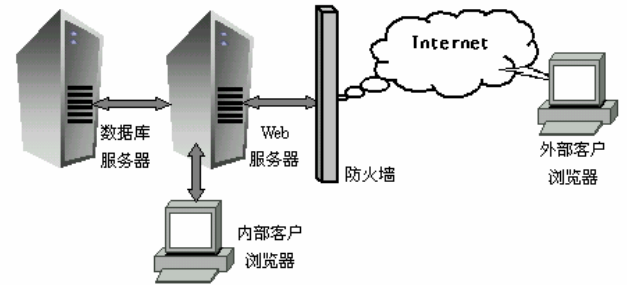 Internet
数据库
服务器
Web
服务器
防火墙
外部客户
浏览器
内部客户
浏览器